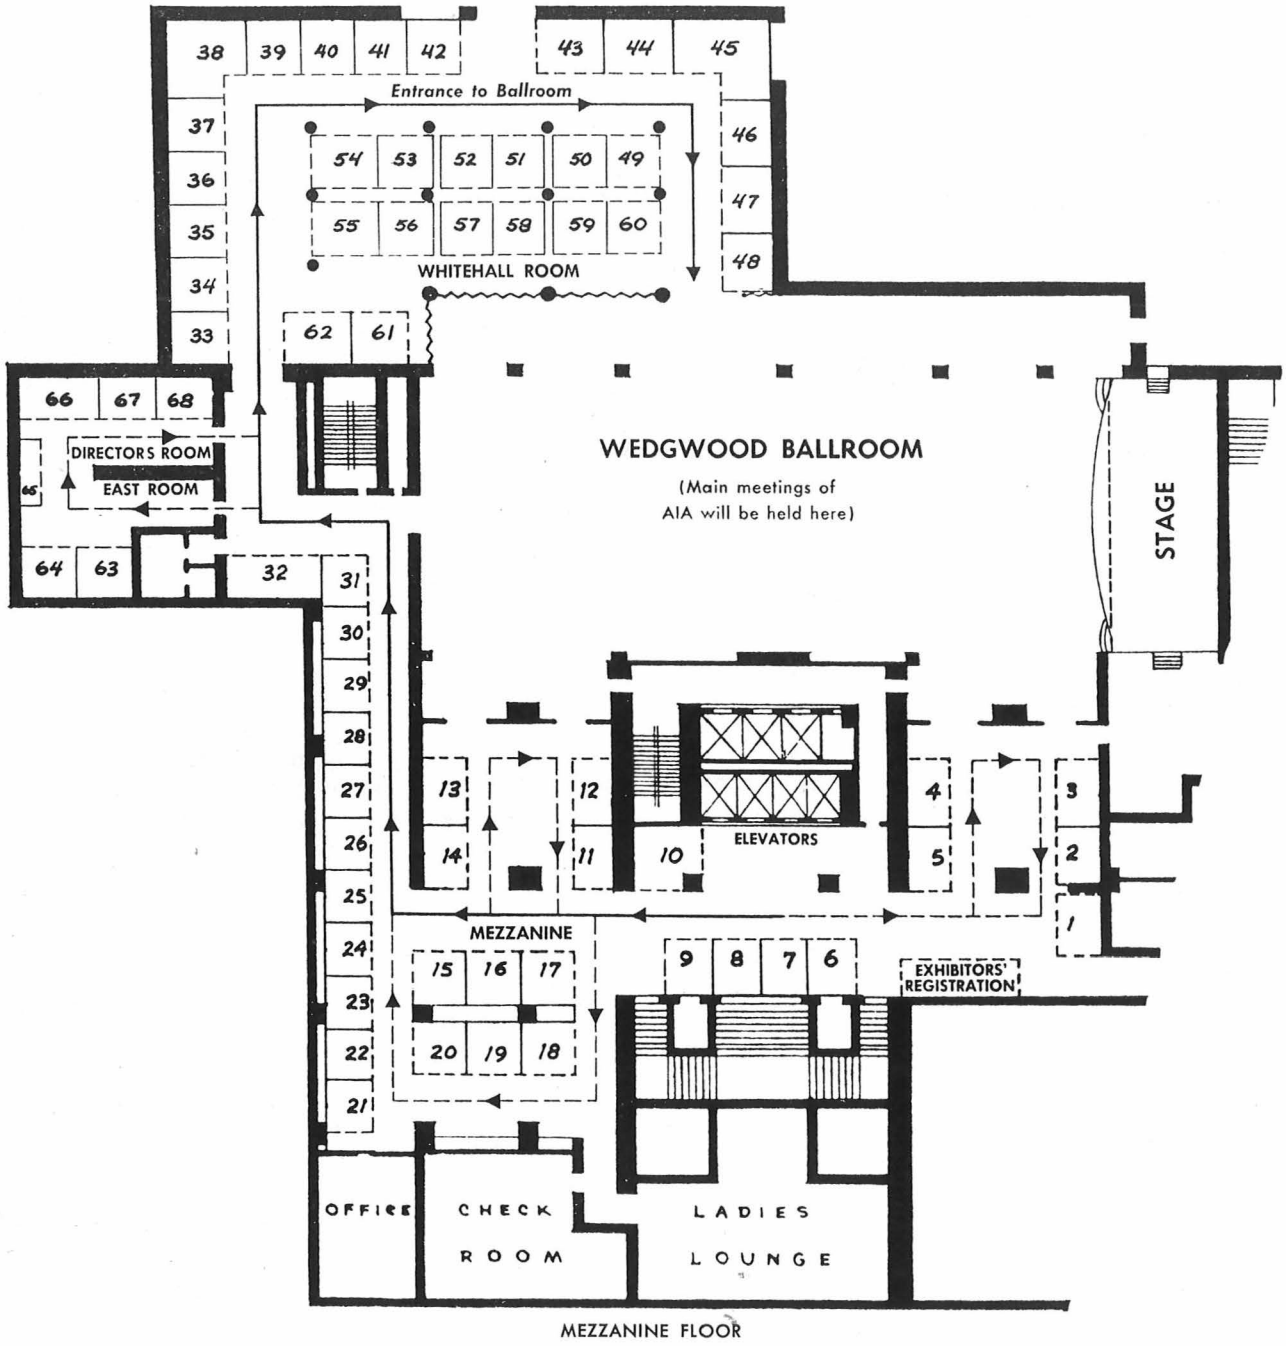 38 39 40 41 42 43 44 45
Entrance to Ballroom
37 46
54 53 52 51 50 49
36
47
35 55 56 57 58 59 60
48
WHITEHALL ROOM
34
33 62 61
66 67 68
WEDGWOOD BALLROOM
DIRECTORS ROOM
65 EAST ROOM
(Main meetings of
AIA will be held here)
STAGE
64 63 32 31
30
29
28
27 13 12 4 3
26 ELEVATORS
14 11 10 5 2
25
1
MEZZANINE
24 15 16 17 9 8 7 6
EXHIBITORS'
REGISTRATION
23
22 20 19 18
21
OFFICE CHECK
ROOM
LADIES
LOUNGE
MEZZANINE FLOOR